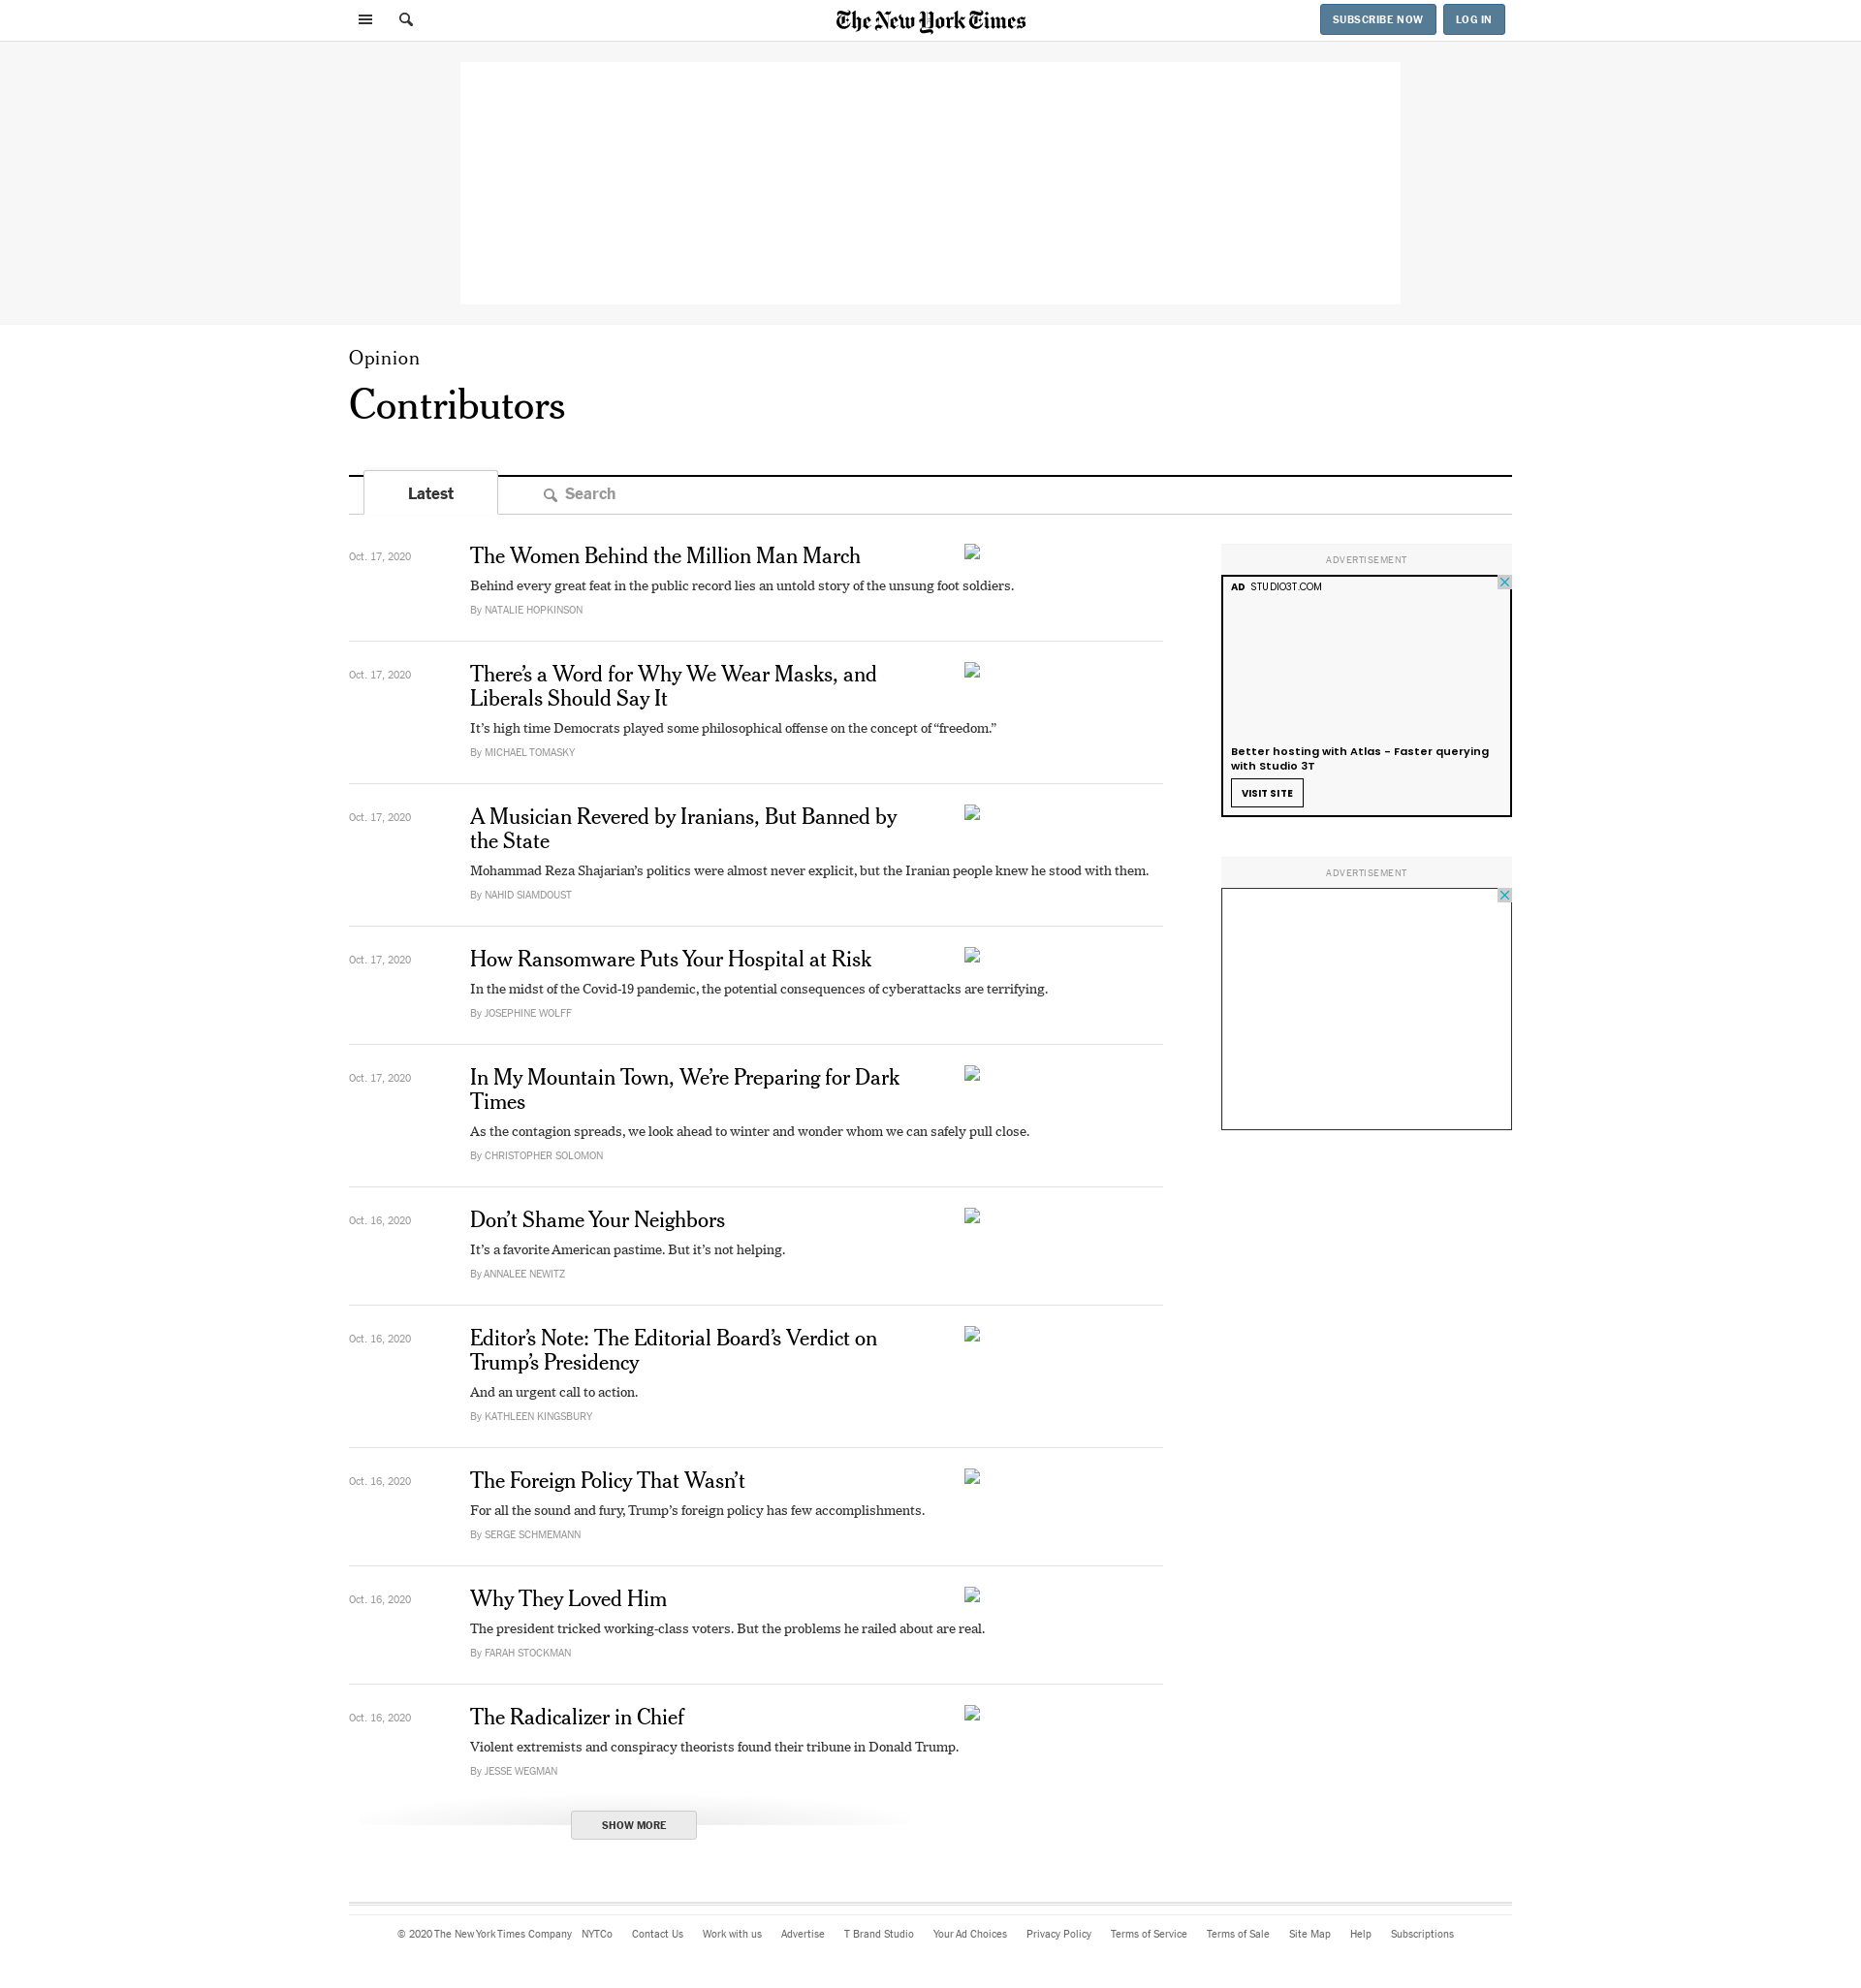 The New York Times
SUBSCRIBE NOW
LOG IN
Opinion
Contributors
Latest
Search
Oct. 17, 2020
The Women Behind the Million Man March
Behind every great feat in the public record lies an untold story of the unsung foot soldiers.
By NATALIE HOPKINSON
Oct. 17, 2020
There’s a Word for Why We Wear Masks, and
Liberals Should Say It
It’s high time Democrats played some philosophical offense on the concept of “freedom.”
By MICHAEL TOMASKY
Oct. 17, 2020
A Musician Revered by Iranians, But Banned by
the State
Mohammad Reza Shajarian’s politics were almost never explicit, but the Iranian people knew he stood with them.
By NAHID SIAMDOUST
Oct. 17, 2020
How Ransomware Puts Your Hospital at Risk
In the midst of the Covid-19 pandemic, the potential consequences of cyberattacks are terrifying.
By JOSEPHINE WOLFF
Oct. 17, 2020
In My Mountain Town, We’re Preparing for Dark
Times
As the contagion spreads, we look ahead to winter and wonder whom we can safely pull close.
By CHRISTOPHER SOLOMON
Oct. 16, 2020
Don’t Shame Your Neighbors
It’s a favorite American pastime. But it’s not helping.
By ANNALEE NEWITZ
Oct. 16, 2020
Editor’s Note: The Editorial Board’s Verdict on
Trump’s Presidency
And an urgent call to action.
By KATHLEEN KINGSBURY
Oct. 16, 2020
The Foreign Policy That Wasn’t
For all the sound and fury, Trump’s foreign policy has few accomplishments.
By SERGE SCHMEMANN
Oct. 16, 2020
Why They Loved Him
The president tricked working-class voters. But the problems he railed about are real.
By FARAH STOCKMAN
Oct. 16, 2020
The Radicalizer in Chief
Violent extremists and conspiracy theorists found their tribune in Donald Trump.
By JESSE WEGMAN
SHOW MORE
ADVERTISEMENT
AD STUDIO3T.COM
Better hosting with Atlas - Faster querying
with Studio 3T
VISIT SITE
ADVERTISEMENT
© 2020 The New York Times Company NYTCo Contact Us Work with us Advertise T Brand Studio Your Ad Choices Privacy Policy Terms of Service Terms of Sale Site Map Help Subscriptions